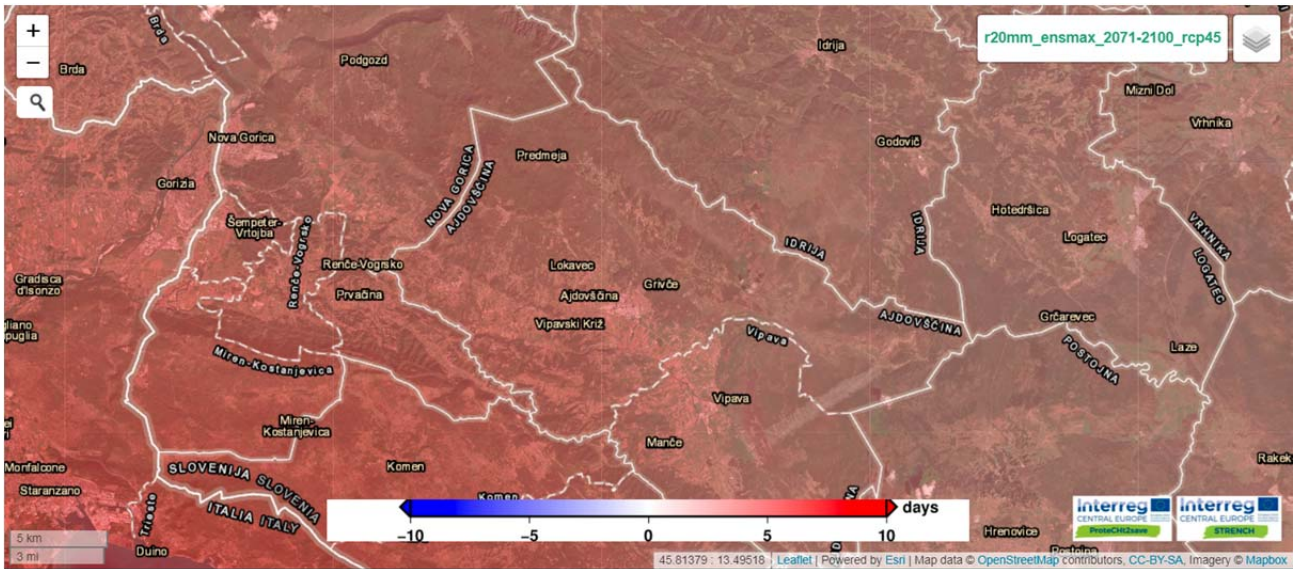 +
−
r20mm_ensmax_2071-2100_rcp45
Brda
Brda
Podgozd
Idrija
Mizni Dol
Vrhnika
Nova Gorica
Godovič
Predmeja
Gorizia
NOVA GORICA
AJDOVŠČINA
Šempeter-
Vrtojba
Renče-Vogrsko
Hotedršica
IDRIJA
IDRIJA
Logatec
VRHNIKA
LOGATEC
Renče-Vogrsko
Lokavec
Gradisca
d'Isonzo
Prvačina
Ajdovščina
Grivče
gliano
Vipavski Križ
AJDOVŠČINA
Grčarevec
Vipava
Laze
POSTOJNA
Miren-Kostanjevica
Vipava
Miren-
Kostanjevica
Manče
Monfalcone
SLOVENIJA SLOVENIA
Komen
Rakek
Staranzano
Komen
ITALIA ITALY
Trieste
Duino
−10
−5
0
5
10
days
Interreg
CENTRAL EUROPE
ProteCHt2save
Interreg
CENTRAL EUROPE
STRENCH
Hrenovice
Postojna
5 km
3 mi
45.81379 : 13.49518 Leaflet | Powered by Esri | Map data © OpenStreetMap contributors, CC-BY-SA, Imagery © Mapbox